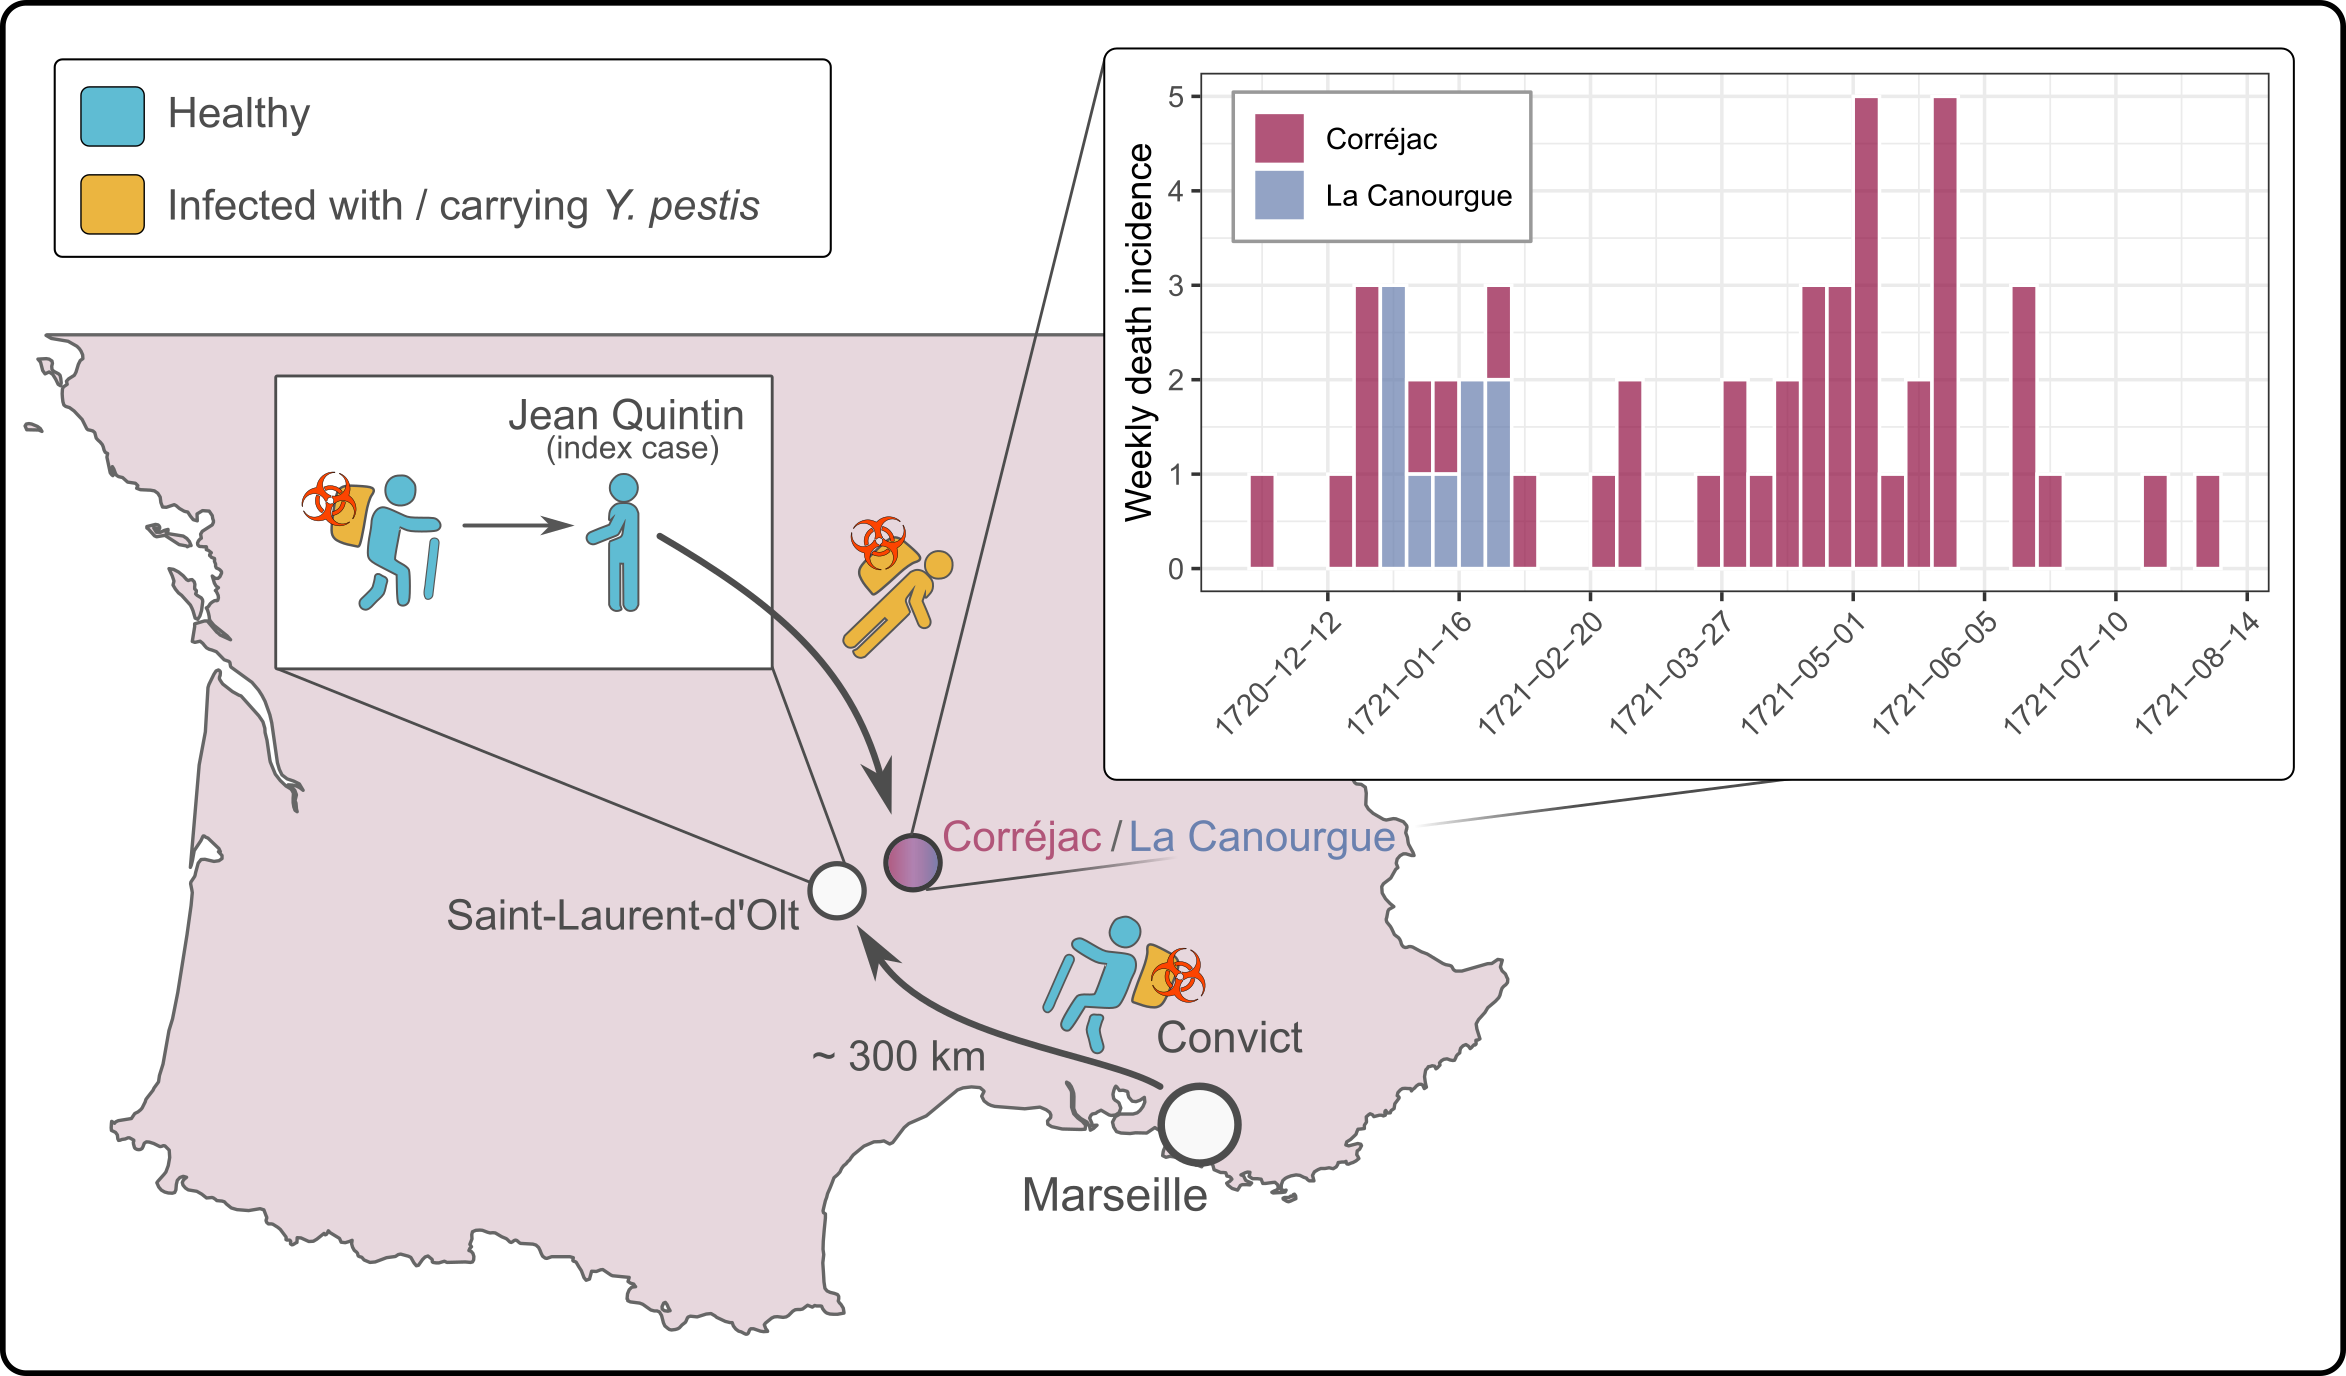 Healthy
Infected with / carrying Y. pestis
Jean Quintin
(index case)
Corréjac / La Canourgue
Saint-Laurent-d'Olt
Convict
~ 300 km
Marseille
Weekly death incidence
Corréjac
La Canourgue
5
4
3
2
1
0
1720−12−12
1721−01−16
1721−02−20
1721−03−27
1721−05−01
1721−06−05
1721−07−10
1721−08−14